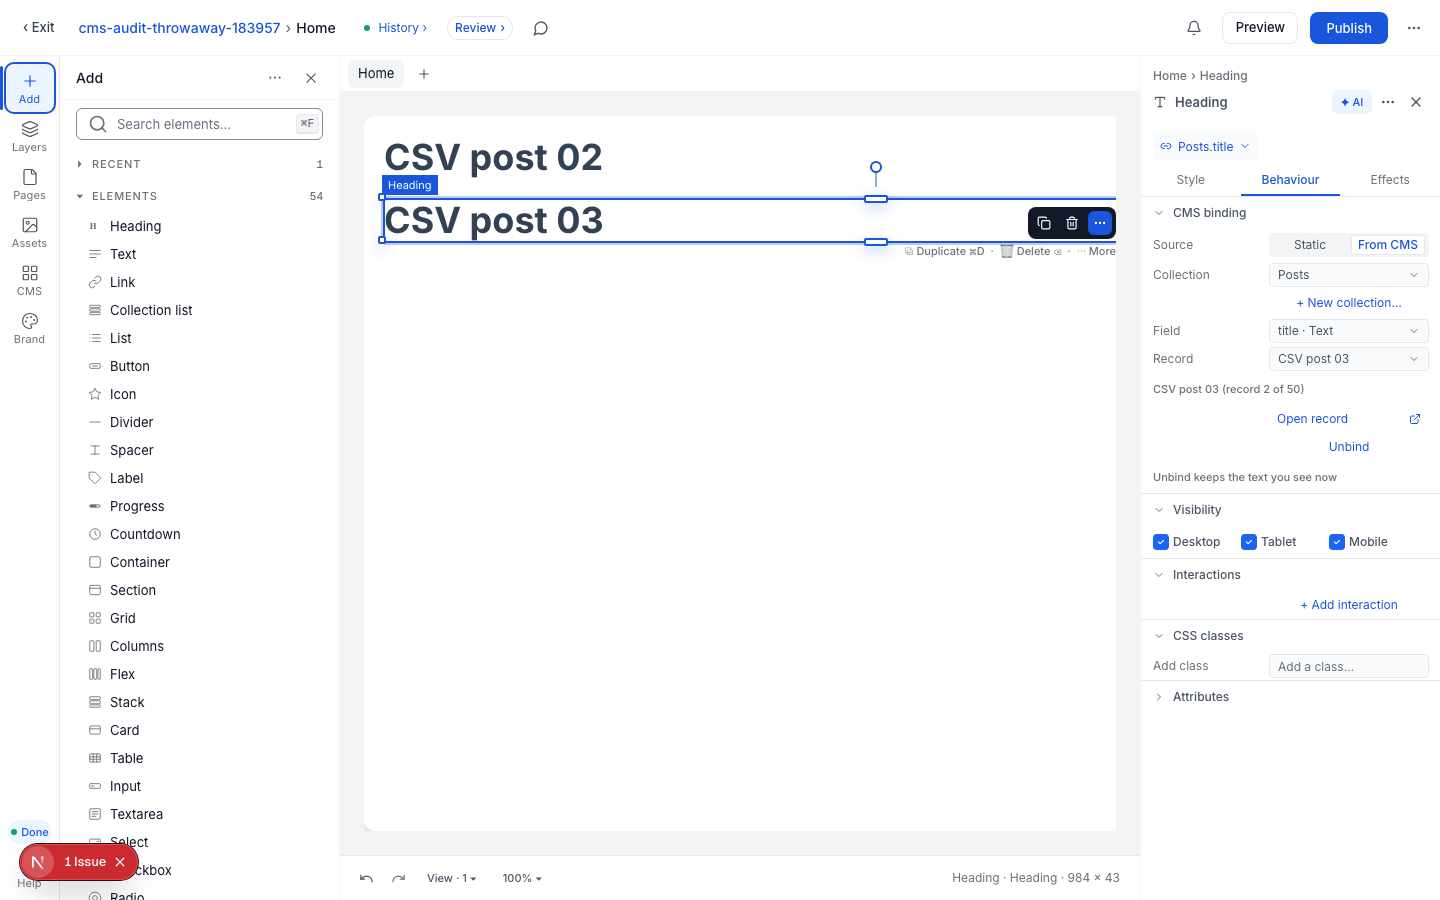 ‹ Exit
cms-audit-throwaway-183957 › Home
History ›
Review ›
Preview
Publish
Add
Layers
Pages
Assets
CMS
Brand
Done
1 Issue
Help
Add
Search elements...
⌘F
RECENT 1
ELEMENTS 54
Heading
Text
Link
Collection list
List
Button
Icon
Divider
Spacer
Label
Progress
Countdown
Container
Section
Grid
Columns
Flex
Stack
Card
Table
Input
Textarea
Select
ckbox
Radio
Home
CSV post 02
Heading
CSV post 03
Duplicate ⌘D · Delete ⌫ · ··· More
View · 1
100%
Heading · Heading · 984 × 43
Home › Heading
Heading
AI
Posts.title
Style
Behaviour
Effects
CMS binding
Source Static From CMS
Collection Posts
+ New collection...
Field title · Text
Record CSV post 03
CSV post 03 (record 2 of 50)
Open record
Unbind
Unbind keeps the text you see now
Visibility
Desktop Tablet Mobile
Interactions
+ Add interaction
CSS classes
Add class Add a class...
Attributes